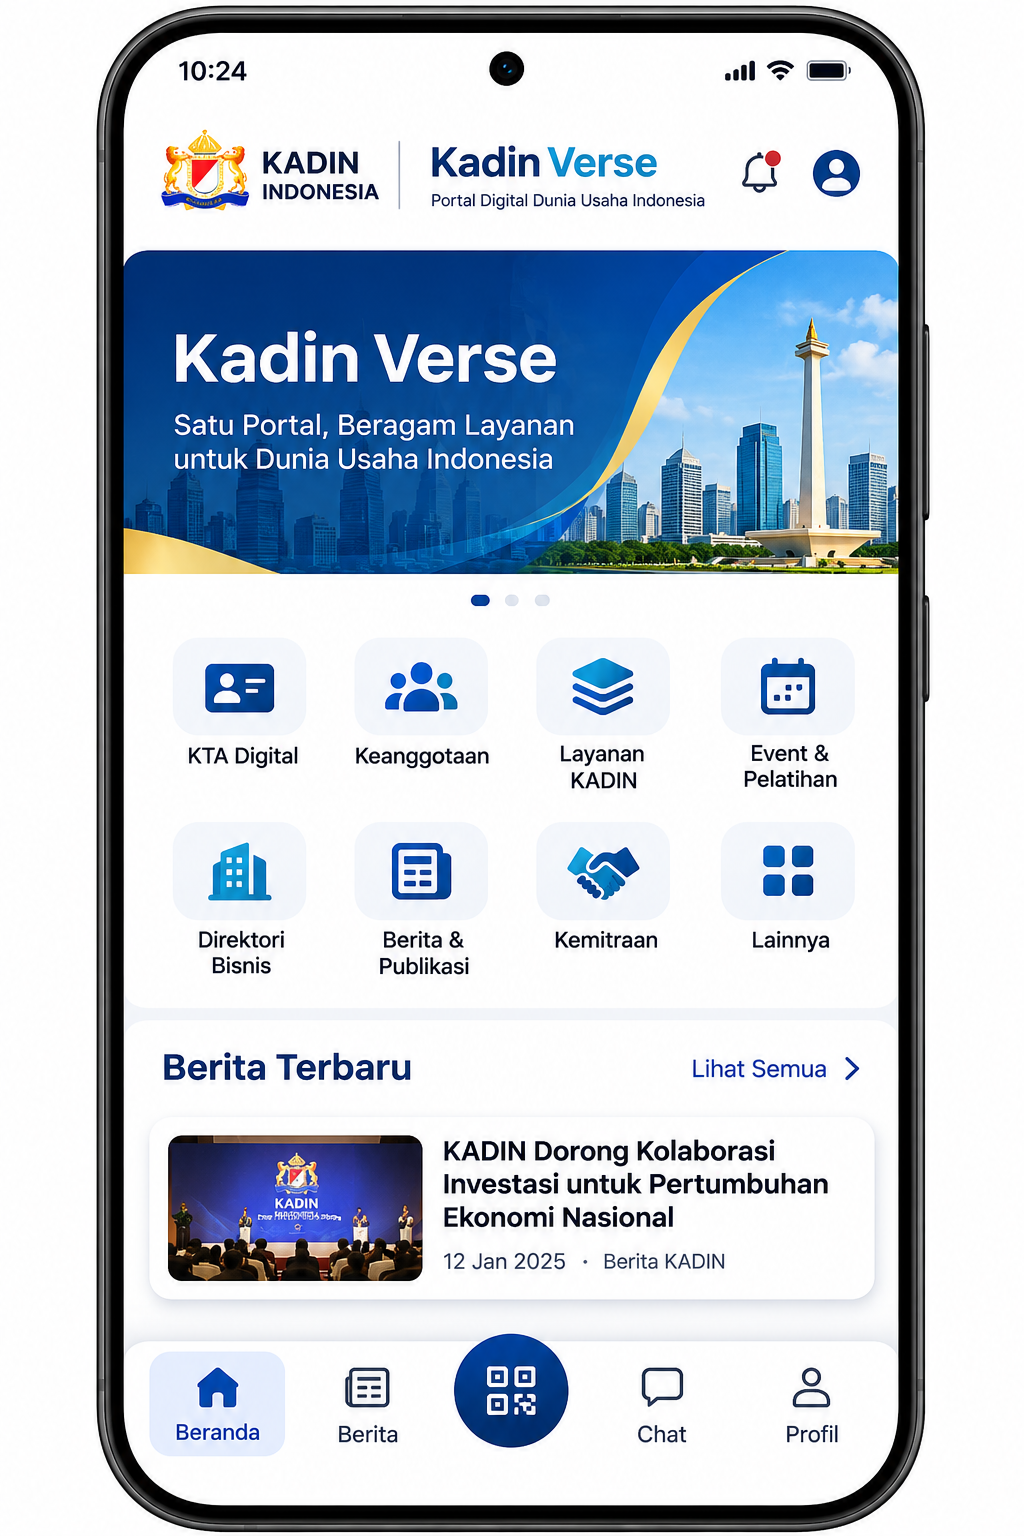 10:24
KADIN
INDONESIA
Kadin Verse
Portal Digital Dunia Usaha Indonesia
Kadin Verse
Satu Portal, Beragam Layanan
untuk Dunia Usaha Indonesia
KTA Digital
Keanggotaan
Layanan
KADIN
Event &
Pelatihan
Direktori
Bisnis
Berita &
Publikasi
Kemitraan
Lainnya
Berita Terbaru
Lihat Semua
KADIN
KADIN Dorong Kolaborasi
Investasi untuk Pertumbuhan
Ekonomi Nasional
12 Jan 2025 · Berita KADIN
Beranda
Berita
Chat
Profil